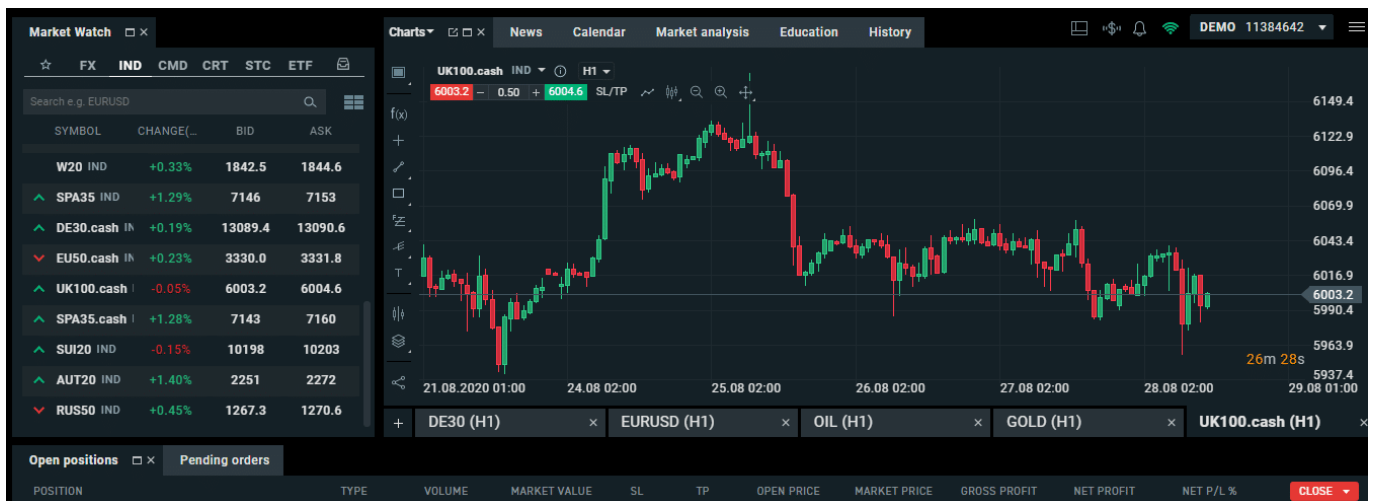 Market Watch
Charts News Calendar Market analysis Education History
DEMO 11384642
FX IND CMD CRT STC ETF
Search e.g. EURUSD
SYMBOL CHANGE(... BID ASK
W20 IND +0.33% 1842.5 1844.6
SPA35 IND +1.29% 7146 7153
DE30.cash IN +0.19% 13089.4 13090.6
EU50.cash IN +0.23% 3330.0 3331.8
UK100.cash -0.05% 6003.2 6004.6
SPA35.cash +1.28% 7143 7160
SUI20 IND -0.15% 10198 10203
AUT20 IND +1.40% 2251 2272
RUS50 IND +0.45% 1267.3 1270.6
UK100.cash IND H1
6003.2 − 0.50 + 6004.6 SL/TP
f(x)
T
6149.4
6122.9
6096.4
6069.9
6043.4
6016.9
6003.2
5990.4
5963.9
26m 28s
5937.4
21.08.2020 01:00 24.08 02:00 25.08 02:00 26.08 02:00 27.08 02:00 28.08 02:00 29.08 01:00
+ DE30 (H1) × EURUSD (H1) × OIL (H1) × GOLD (H1) × UK100.cash (H1) ×
Open positions Pending orders
POSITION TYPE VOLUME MARKET VALUE SL TP OPEN PRICE MARKET PRICE GROSS PROFIT NET PROFIT NET P/L % CLOSE